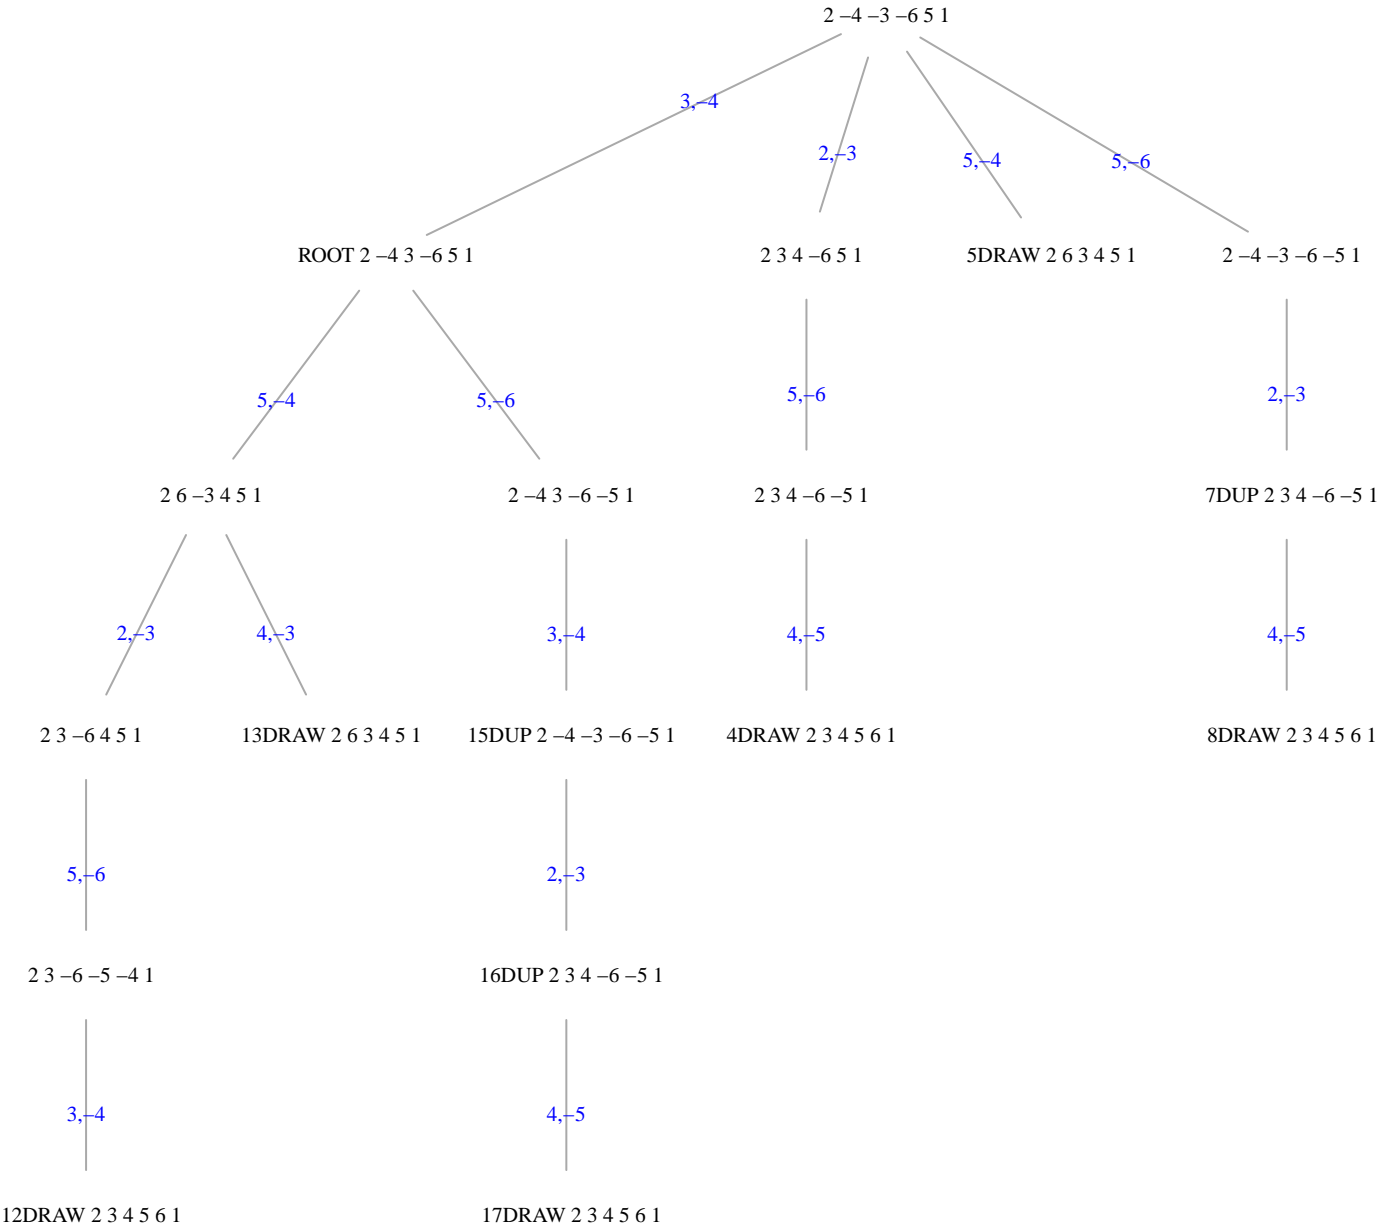 2 –4 –3 –6 5 1
3,–4
2,–3
5,–4
5,–6
ROOT 2 –4 3 –6 5 1
2 3 4 –6 5 1
5DRAW 2 6 3 4 5 1
2 –4 –3 –6 –5 1
5,–4
5,–6
5,–6
2,–3
2 6 –3 4 5 1
2 –4 3 –6 –5 1
2 3 4 –6 –5 1
7DUP 2 3 4 –6 –5 1
2,–3
4,–3
3,–4
4,–5
4,–5
2 3 –6 4 5 1
13DRAW 2 6 3 4 5 1
15DUP 2 –4 –3 –6 –5 1
4DRAW 2 3 4 5 6 1
8DRAW 2 3 4 5 6 1
5,–6
2,–3
2 3 –6 –5 –4 1
16DUP 2 3 4 –6 –5 1
3,–4
4,–5
12DRAW 2 3 4 5 6 1
17DRAW 2 3 4 5 6 1